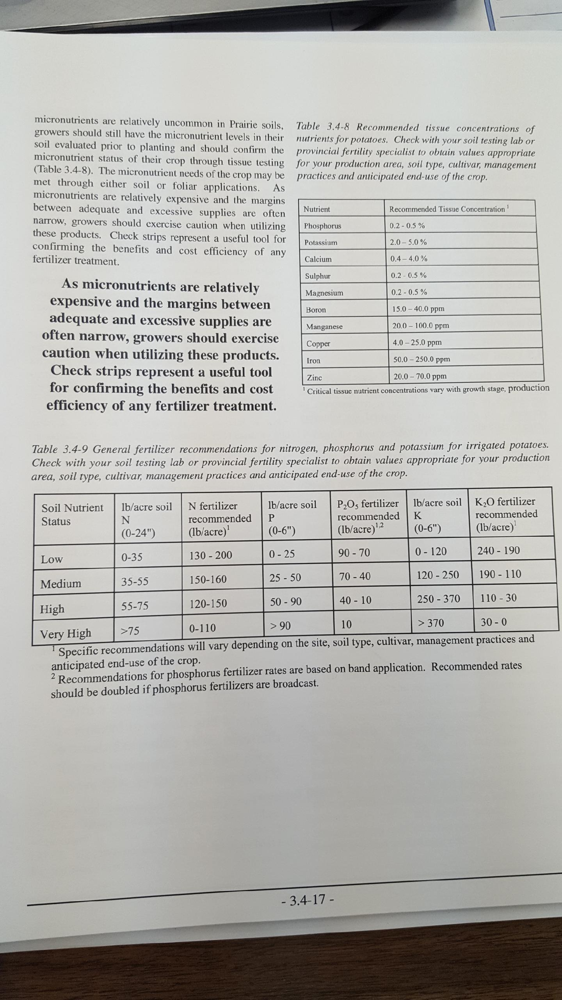 micronutrients are relatively uncommon in Prairie soils,
growers should still have the micronutrient levels in their
soil evaluated prior to planting and should confirm the
micronutrient status of their crop through tissue testing
(Table 3.4-8). The micronutrient needs of the crop may be
met through either soil or foliar applications. As
micronutrients are relatively expensive and the margins
between adequate and excessive supplies are often
narrow, growers should exercise caution when utilizing
these products. Check strips represent a useful tool for
confirming the benefits and cost efficiency of any
fertilizer treatment.
As micronutrients are relatively
expensive and the margins between
adequate and excessive supplies are
often narrow, growers should exercise
caution when utilizing these products.
Check strips represent a useful tool
for confirming the benefits and cost
efficiency of any fertilizer treatment.
Table 3.4-8 Recommended tissue concentrations of
nutrients for potatoes. Check with your soil testing lab or
provincial fertility specialist to obtain values appropriate
for your production area, soil type, cultivar, management
practices and anticipated end-use of the crop.
Nutrient Recommended Tissue Concentration ¹
Phosphorus 0.2 - 0.5 %
Potassium 2.0 – 5.0 %
Calcium 0.4 – 4.0 %
Sulphur 0.2 - 0.5 %
Magnesium 0.2 - 0.5 %
Boron 15.0 – 40.0 ppm
Manganese 20.0 – 100.0 ppm
Copper 4.0 – 25.0 ppm
Iron 50.0 – 250.0 ppm
Zinc 20.0 – 70.0 ppm
¹ Critical tissue nutrient concentrations vary with growth stage, production
Table 3.4-9 General fertilizer recommendations for nitrogen, phosphorus and potassium for irrigated potatoes.
Check with your soil testing lab or provincial fertility specialist to obtain values appropriate for your production
area, soil type, cultivar, management practices and anticipated end-use of the crop.
Soil Nutrient lb/acre soil N fertilizer lb/acre soil P₂O₅ fertilizer lb/acre soil K₂O fertilizer
Status N recommended P recommended K recommended
(0-24") (lb/acre)¹ (0-6") (lb/acre)¹,² (0-6") (lb/acre)¹
Low 0-35 130 - 200 0 - 25 90 - 70 0 - 120 240 - 190
Medium 35-55 150-160 25 - 50 70 - 40 120 - 250 190 - 110
High 55-75 120-150 50 - 90 40 - 10 250 - 370 110 - 30
Very High >75 0-110 > 90 10 > 370 30 - 0
¹ Specific recommendations will vary depending on the site, soil type, cultivar, management practices and
anticipated end-use of the crop.
² Recommendations for phosphorus fertilizer rates are based on band application. Recommended rates
should be doubled if phosphorus fertilizers are broadcast.
- 3.4-17 -